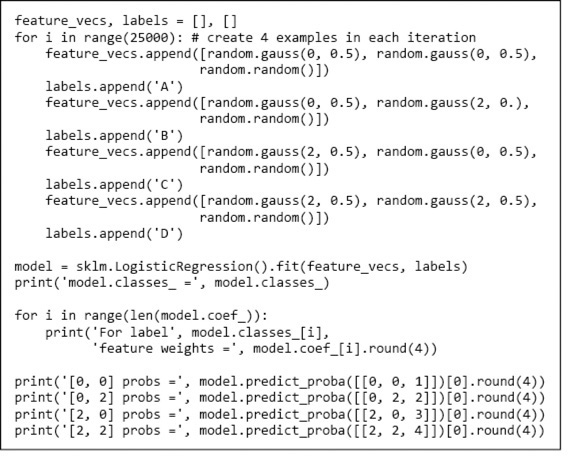 feature_vecs, labels = [], []
for i in range(25000): # create 4 examples in each iteration
    feature_vecs.append([random.gauss(0, 0.5), random.gauss(0, 0.5),
                         random.random()])
    labels.append('A')
    feature_vecs.append([random.gauss(0, 0.5), random.gauss(2, 0.),
                         random.random()])
    labels.append('B')
    feature_vecs.append([random.gauss(2, 0.5), random.gauss(0, 0.5),
                         random.random()])
    labels.append('C')
    feature_vecs.append([random.gauss(2, 0.5), random.gauss(2, 0.5),
                         random.random()])
    labels.append('D')

model = sklm.LogisticRegression().fit(feature_vecs, labels)
print('model.classes_ =', model.classes_)

for i in range(len(model.coef_)):
    print('For label', model.classes_[i],
          'feature weights =', model.coef_[i].round(4))

print('[0, 0] probs =', model.predict_proba([[0, 0, 1]])[0].round(4))
print('[0, 2] probs =', model.predict_proba([[0, 2, 2]])[0].round(4))
print('[2, 0] probs =', model.predict_proba([[2, 0, 3]])[0].round(4))
print('[2, 2] probs =', model.predict_proba([[2, 2, 4]])[0].round(4))